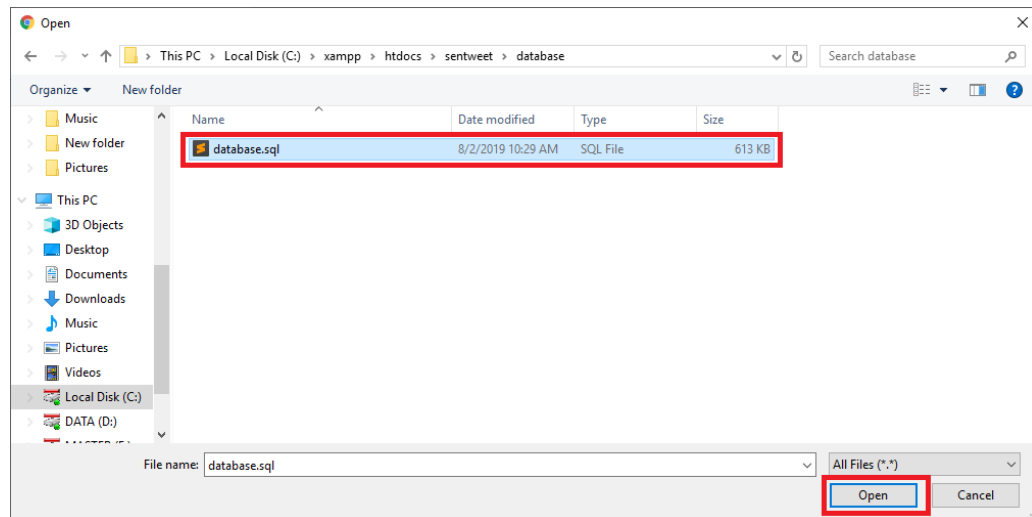 Open
This PC > Local Disk (C:) > xampp > htdocs > sentweet > database
Search database
Organize
New folder
Name Date modified Type Size
database.sql 8/2/2019 10:29 AM SQL File 613 KB
Music
New folder
Pictures
This PC
3D Objects
Desktop
Documents
Downloads
Music
Pictures
Videos
Local Disk (C:)
DATA (D:)
File name: database.sql
All Files (*.*)
Open Cancel